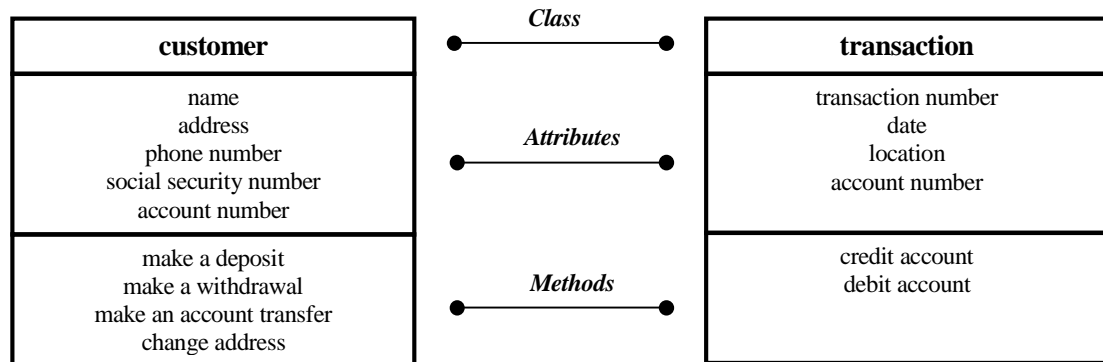 Class
customer
transaction
name
address
phone number
social security number
account number
Attributes
transaction number
date
location
account number
make a deposit
make a withdrawal
make an account transfer
change address
Methods
credit account
debit account